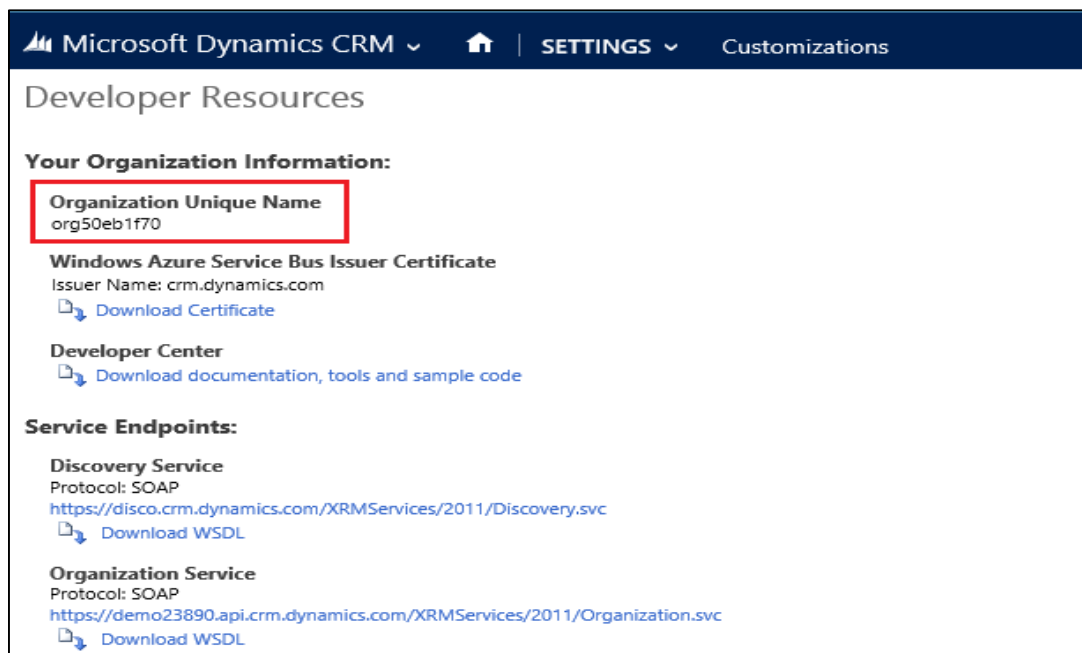 Microsoft Dynamics CRM SETTINGS Customizations
Developer Resources
Your Organization Information:
Organization Unique Name
org50eb1f70
Windows Azure Service Bus Issuer Certificate
Issuer Name: crm.dynamics.com
Download Certificate
Developer Center
Download documentation, tools and sample code
Service Endpoints:
Discovery Service
Protocol: SOAP
https://disco.crm.dynamics.com/XRMServices/2011/Discovery.svc
Download WSDL
Organization Service
Protocol: SOAP
https://demo23890.api.crm.dynamics.com/XRMServices/2011/Organization.svc
Download WSDL